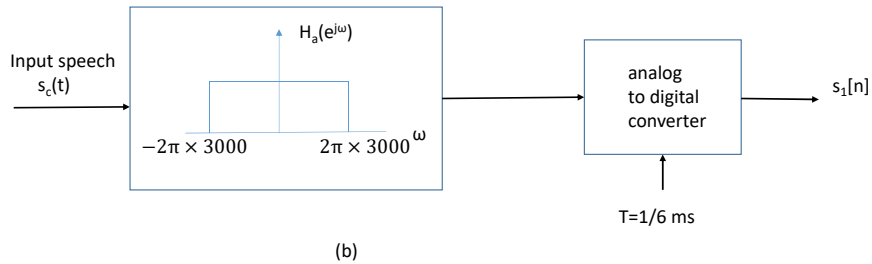 H_a(e^{jω})
Input speech
s_c(t)
analog
to digital
converter
s_1[n]
−2π × 3000
2π × 3000
ω
T=1/6 ms
(b)